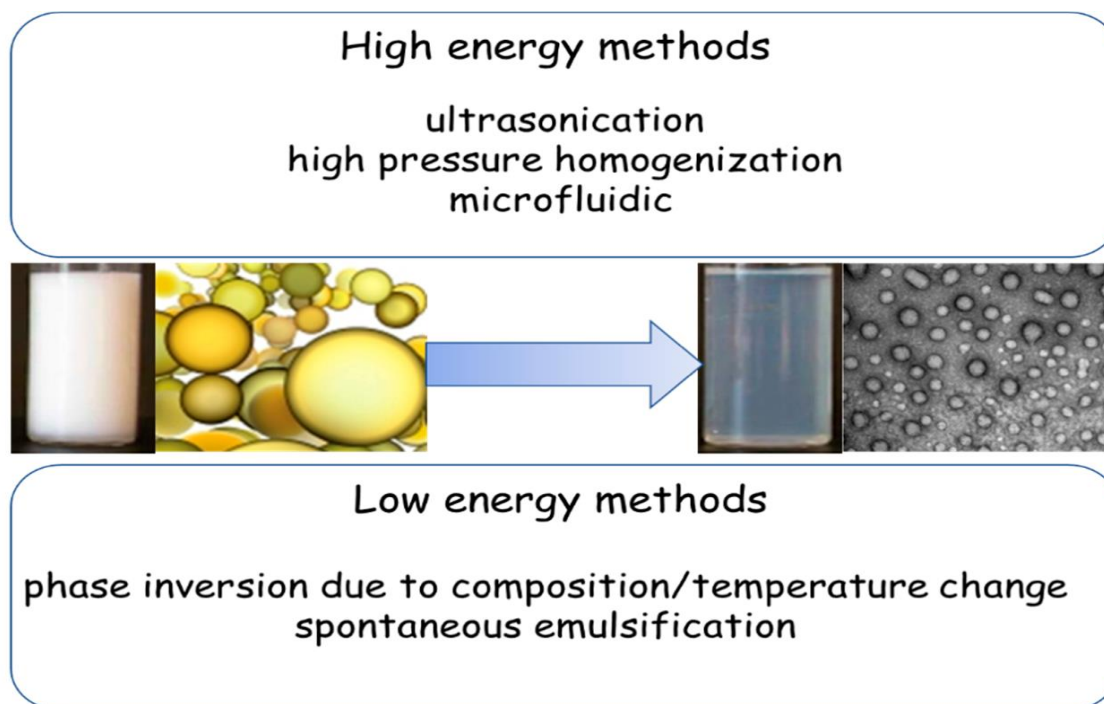 High energy methods
ultrasonication
high pressure homogenization
microfluidic
Low energy methods
phase inversion due to composition/temperature change
spontaneous emulsification